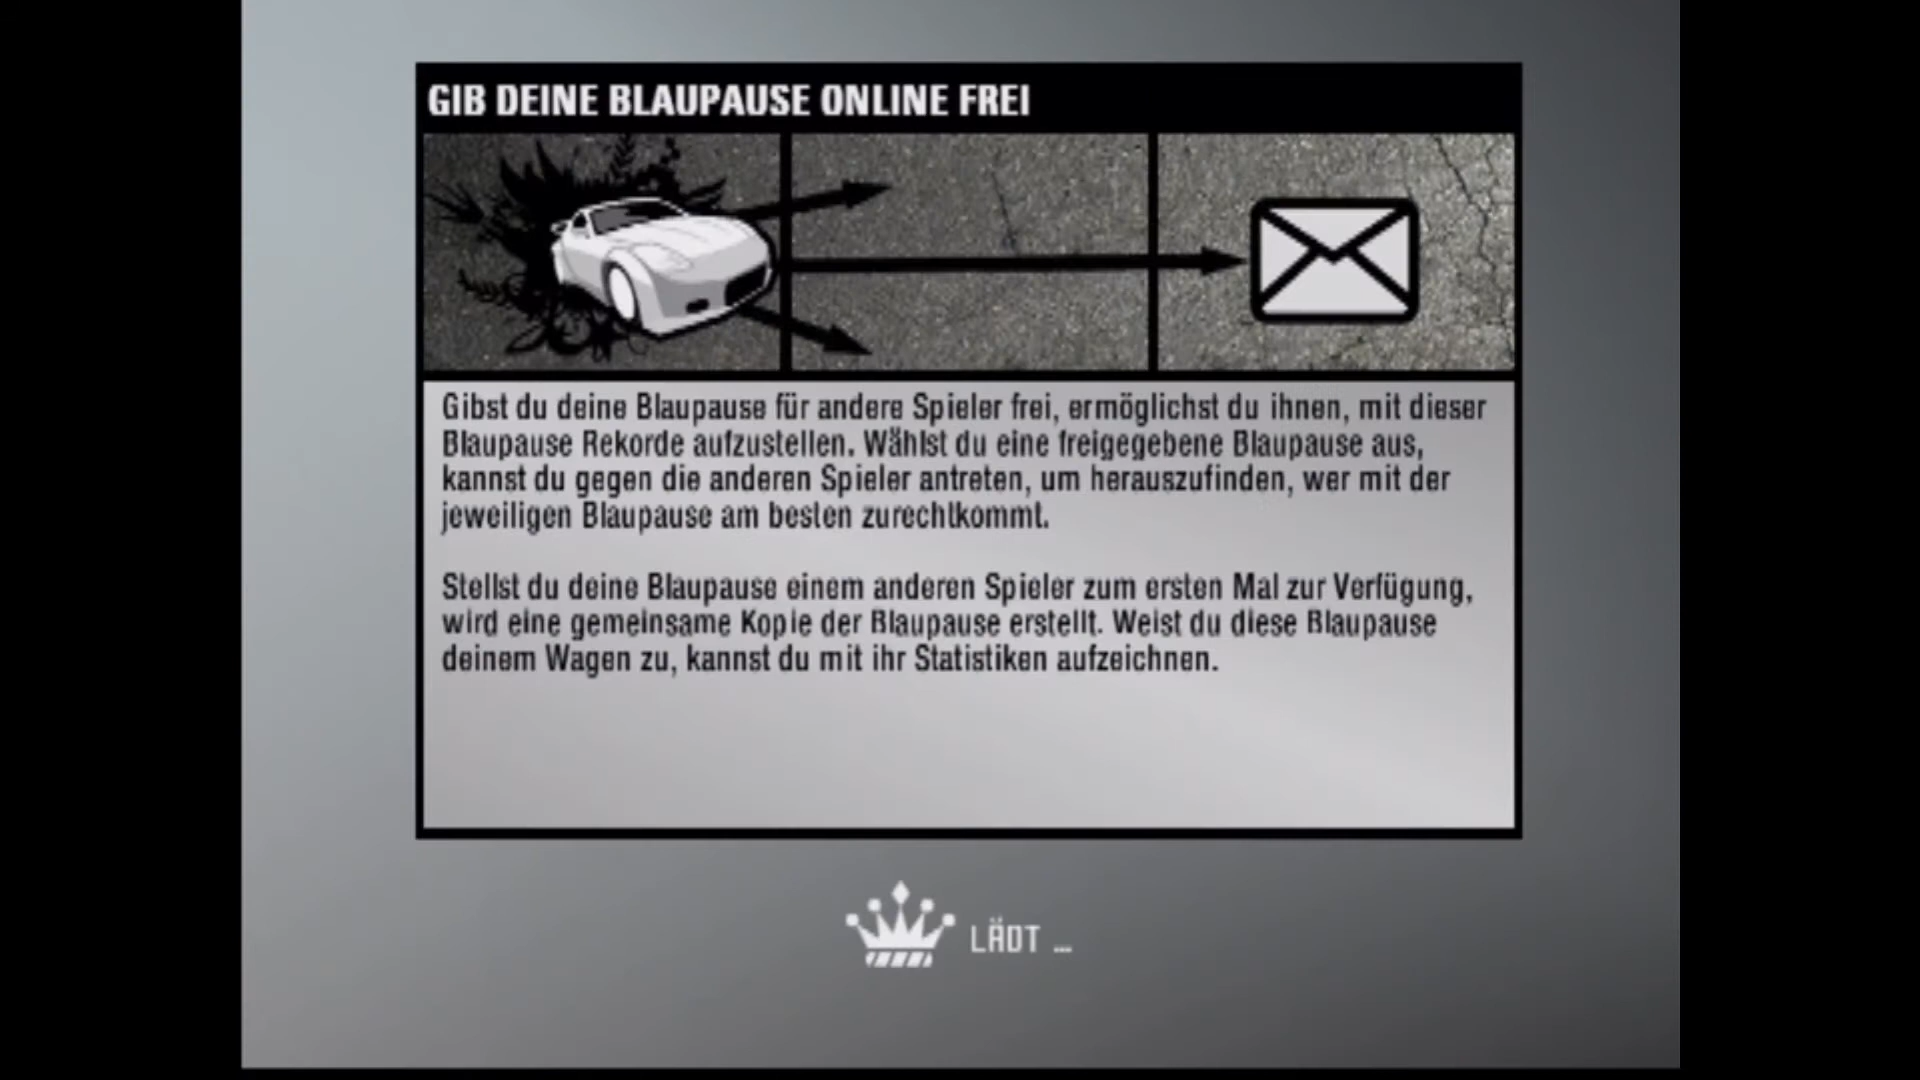 GIB DEINE BLAUPAUSE ONLINE FREI
Gibst du deine Blaupause für andere Spieler frei, ermöglichst du ihnen, mit dieser
Blaupause Rekorde aufzustellen. Wählst du eine freigegebene Blaupause aus,
kannst du gegen die anderen Spieler antreten, um herauszufinden, wer mit der
jeweiligen Blaupause am besten zurechtkommt.
Stellst du deine Blaupause einem anderen Spieler zum ersten Mal zur Verfügung,
wird eine gemeinsame Kopie der Blaupause erstellt. Weist du diese Blaupause
deinem Wagen zu, kannst du mit ihr Statistiken aufzeichnen.
LÄDT ...